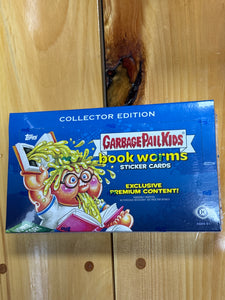 COLLECTOR EDITION
Topps
GARBAGE PAIL KIDS
book worms
STICKER CARDS
EXCLUSIVE
PREMIUM CONTENT!